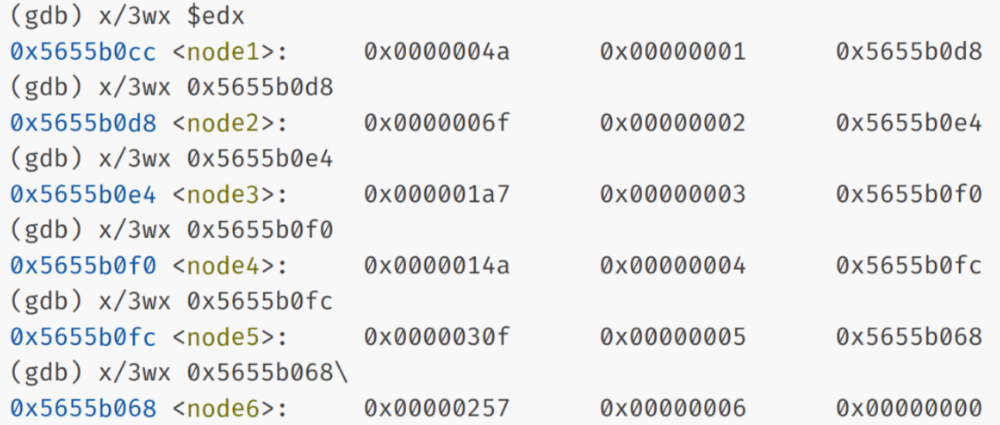 (gdb) x/3wx $edx
0x5655b0cc <node1>: 0x0000004a 0x00000001 0x5655b0d8
(gdb) x/3wx 0x5655b0d8
0x5655b0d8 <node2>: 0x0000006f 0x00000002 0x5655b0e4
(gdb) x/3wx 0x5655b0e4
0x5655b0e4 <node3>: 0x000001a7 0x00000003 0x5655b0f0
(gdb) x/3wx 0x5655b0f0
0x5655b0f0 <node4>: 0x0000014a 0x00000004 0x5655b0fc
(gdb) x/3wx 0x5655b0fc
0x5655b0fc <node5>: 0x0000030f 0x00000005 0x5655b068
(gdb) x/3wx 0x5655b068\
0x5655b068 <node6>: 0x00000257 0x00000006 0x00000000